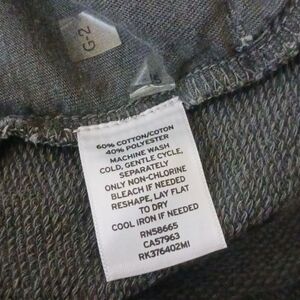 G-2
60% COTTON/COTON
40% POLYESTER
MACHINE WASH
COLD, GENTLE CYCLE,
SEPARATELY
ONLY NON-CHLORINE
BLEACH IF NEEDED
RESHAPE, LAY FLAT
TO DRY
COOL IRON IF NEEDED
RN58665
CA57963
RK376402MI